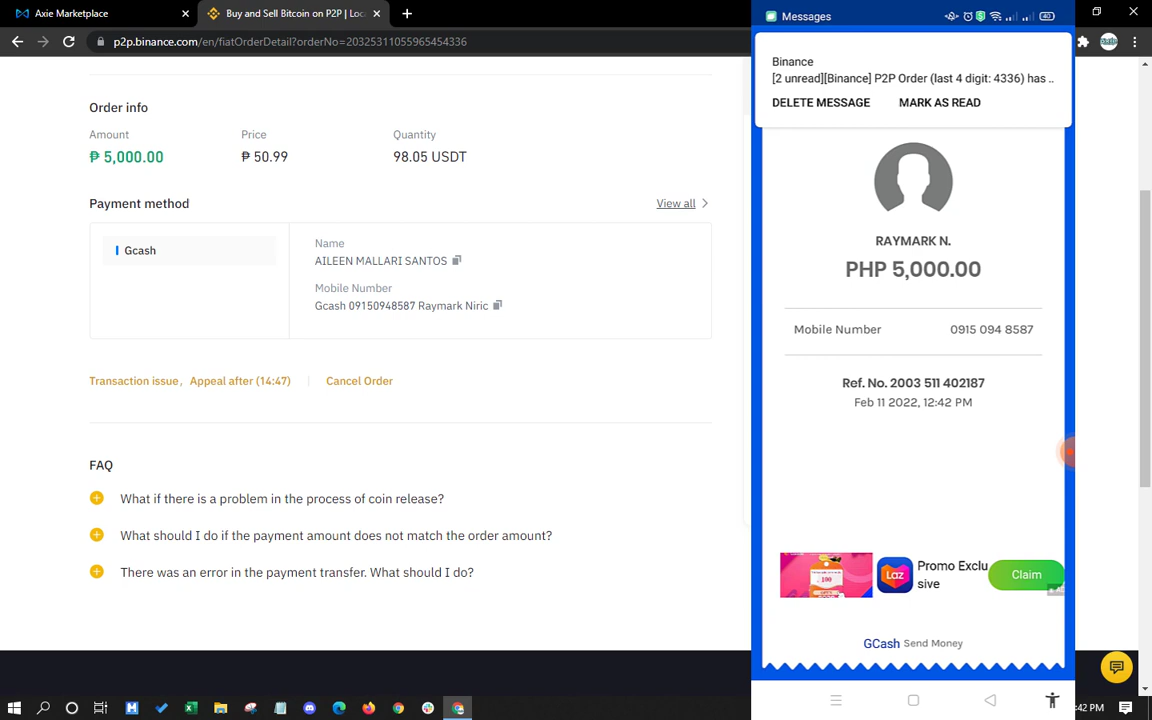 Axie Marketplace
Buy and Sell Bitcoin on P2P | Loc
p2p.binance.com/en/fiatOrderDetail?orderNo=20325311055965454336
Order info
Amount
Price
Quantity
₱ 5,000.00
₱ 50.99
98.05 USDT
Payment method
View all
Gcash
Name
AILEEN MALLARI SANTOS
Mobile Number
Gcash 09150948587 Raymark Niric
Transaction issue, Appeal after (14:47)
Cancel Order
FAQ
What if there is a problem in the process of coin release?
What should I do if the payment amount does not match the order amount?
There was an error in the payment transfer. What should I do?
Messages
40
Binance
[2 unread][Binance] P2P Order (last 4 digit: 4336) has ..
DELETE MESSAGE
MARK AS READ
RAYMARK N.
PHP 5,000.00
Mobile Number
0915 094 8587
Ref. No. 2003 511 402187
Feb 11 2022, 12:42 PM
100
Laz
Promo Exclu
sive
Claim
GCash Send Money
:42 PM